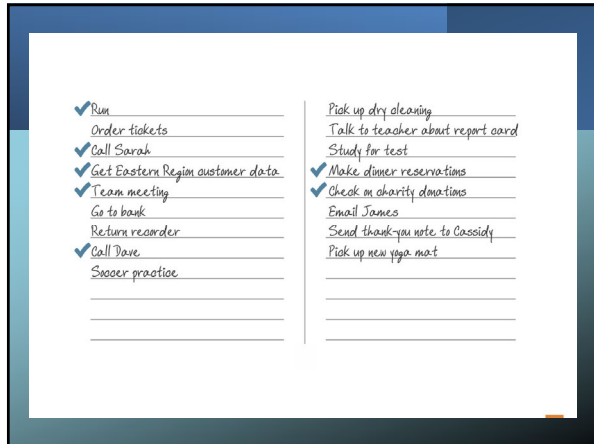 Run
Order tickets
Call Sarah
Get Eastern Region customer data
Team meeting
Go to bank
Return recorder
Call Dave
Soccer practice
Pick up dry cleaning
Talk to teacher about report card
Study for test
Make dinner reservations
Check on charity donations
Email James
Send thank-you note to Cassidy
Pick up new yoga mat